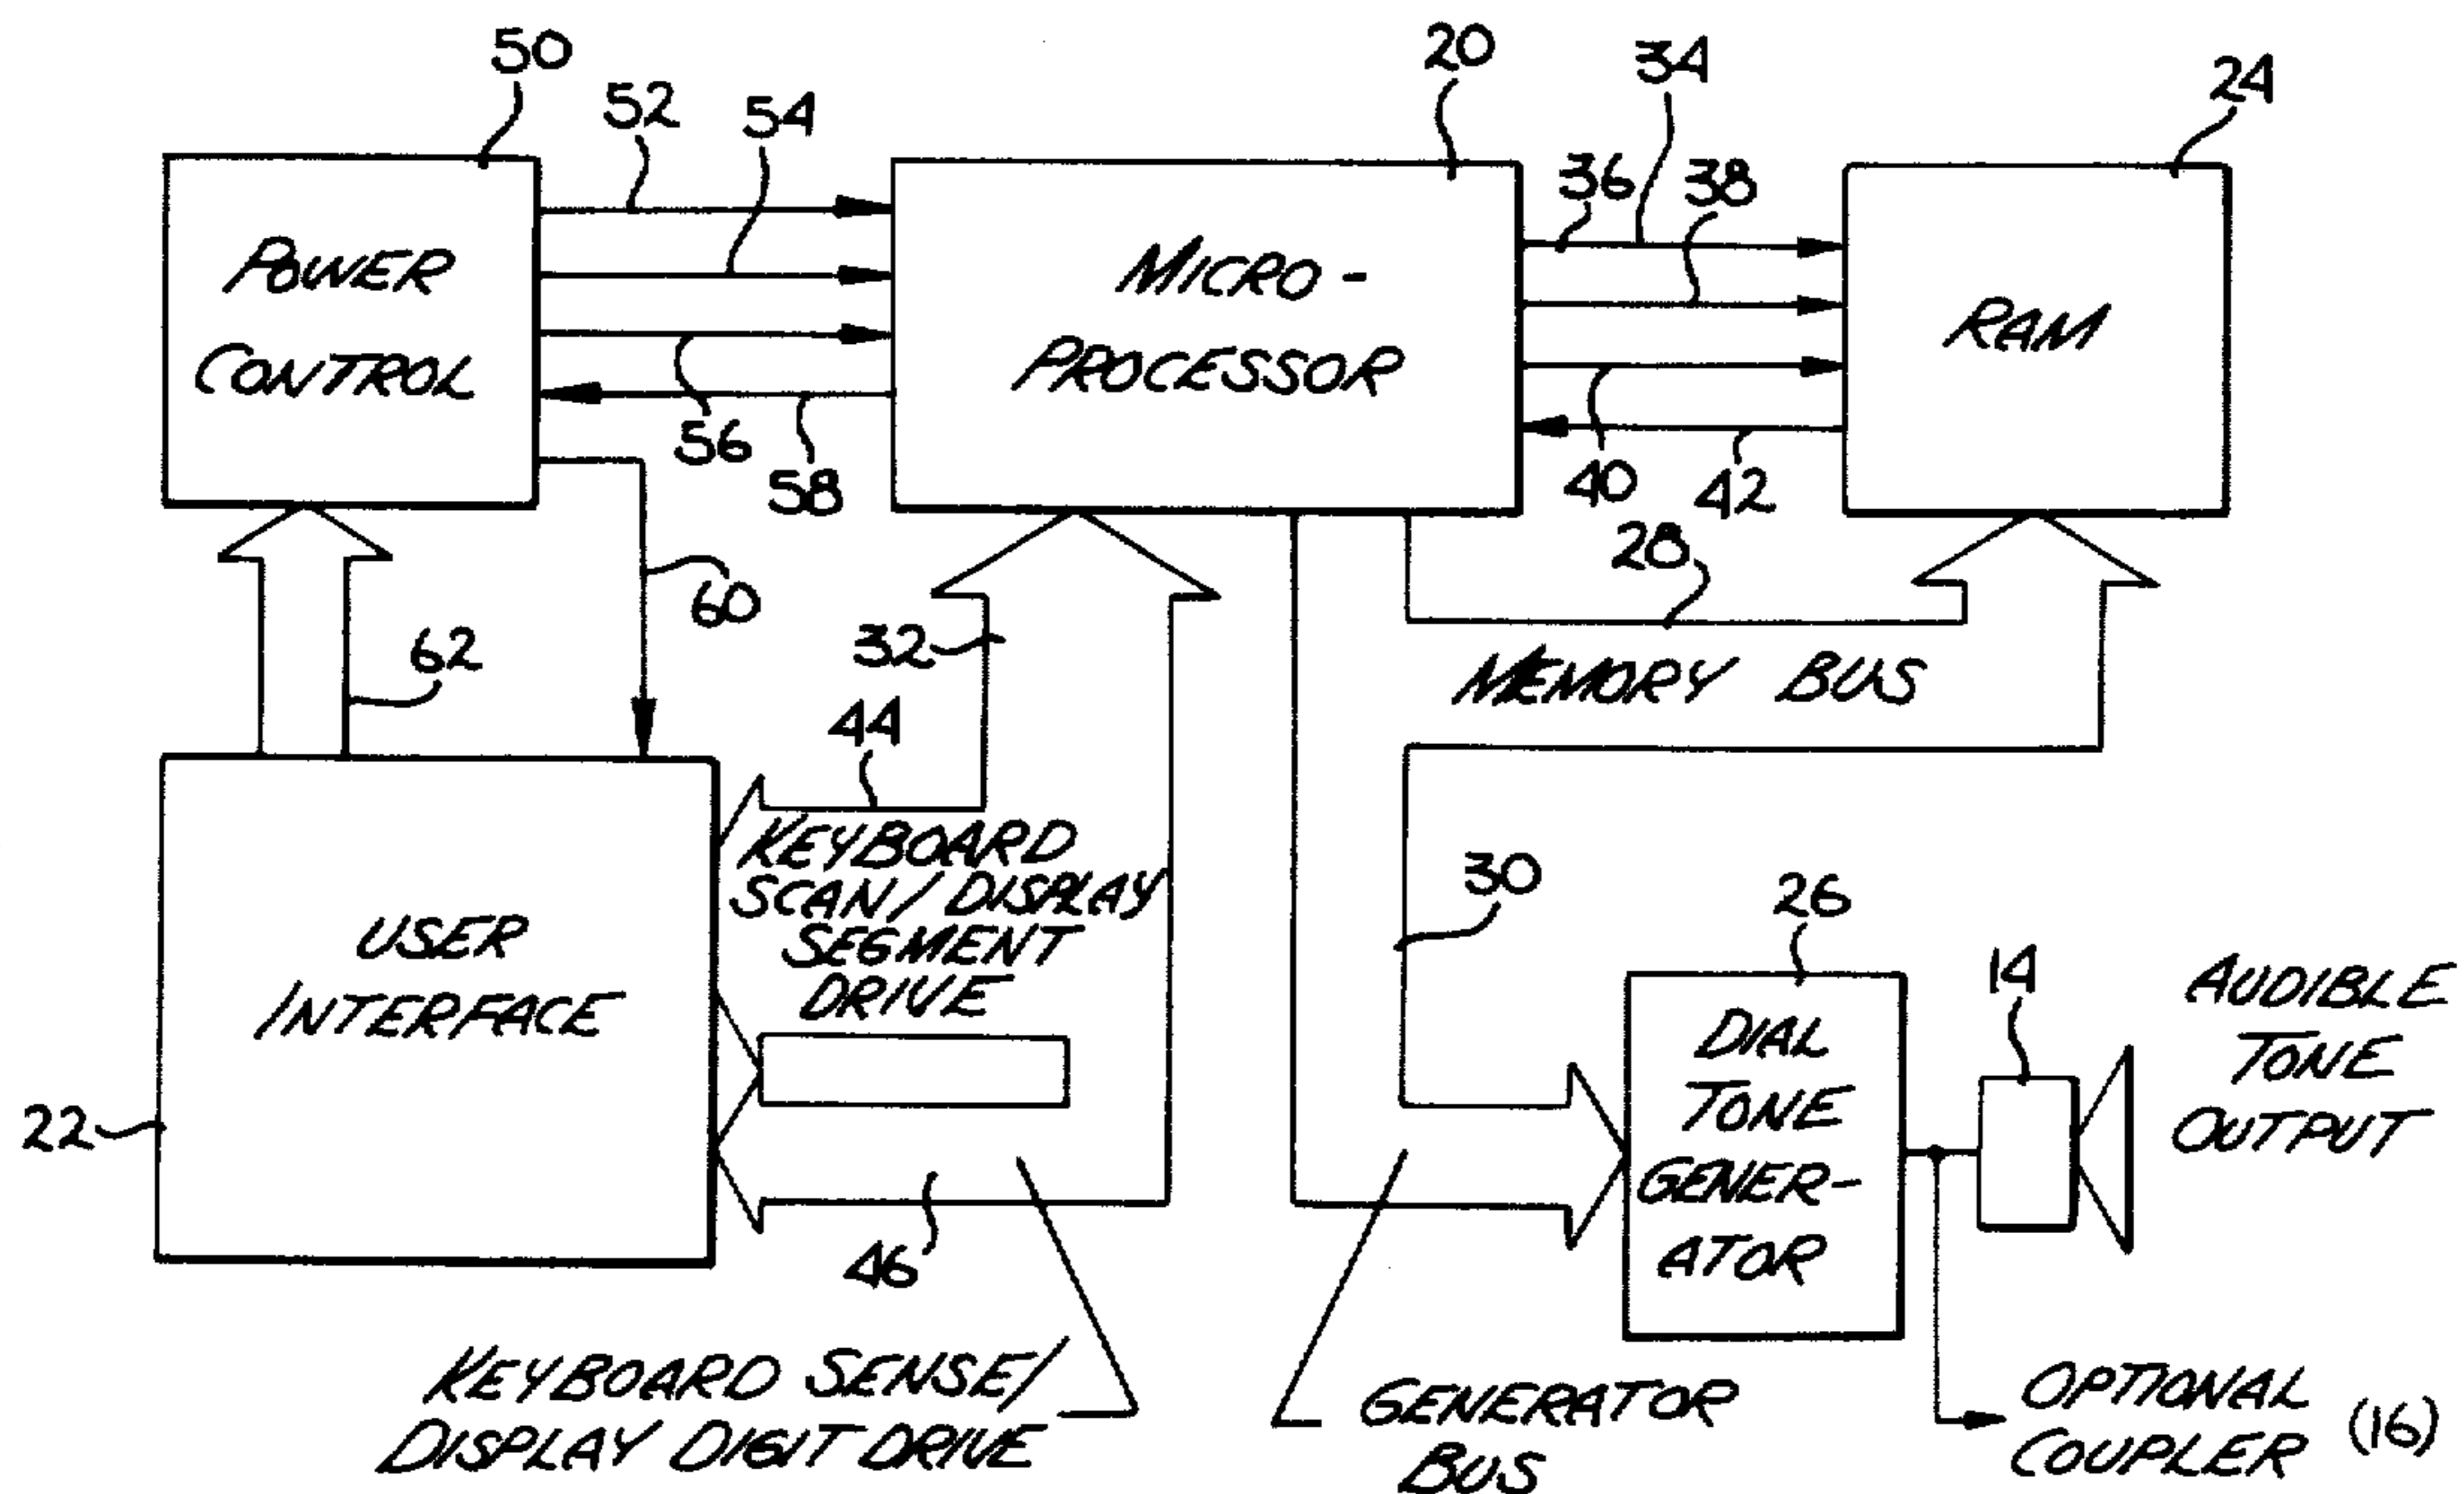 50
52
54
20
34
24
36
38
POWER
CONTROL
MICRO-
PROCESSOR
RAM
56
58
40
42
28
60
62
32
MEMORY BUS
44
KEYBOARD
SCAN/DISPLAY
SEGMENT
DRIVE
30
26
14
AUDIBLE
TONE
OUTPUT
USER
INTERFACE
DIAL
TONE
GENER-
ATOR
22
46
KEYBOARD SENSE/
DISPLAY DIGIT DRIVE
GENERATOR
BUS
OPTIONAL
COUPLER (16)